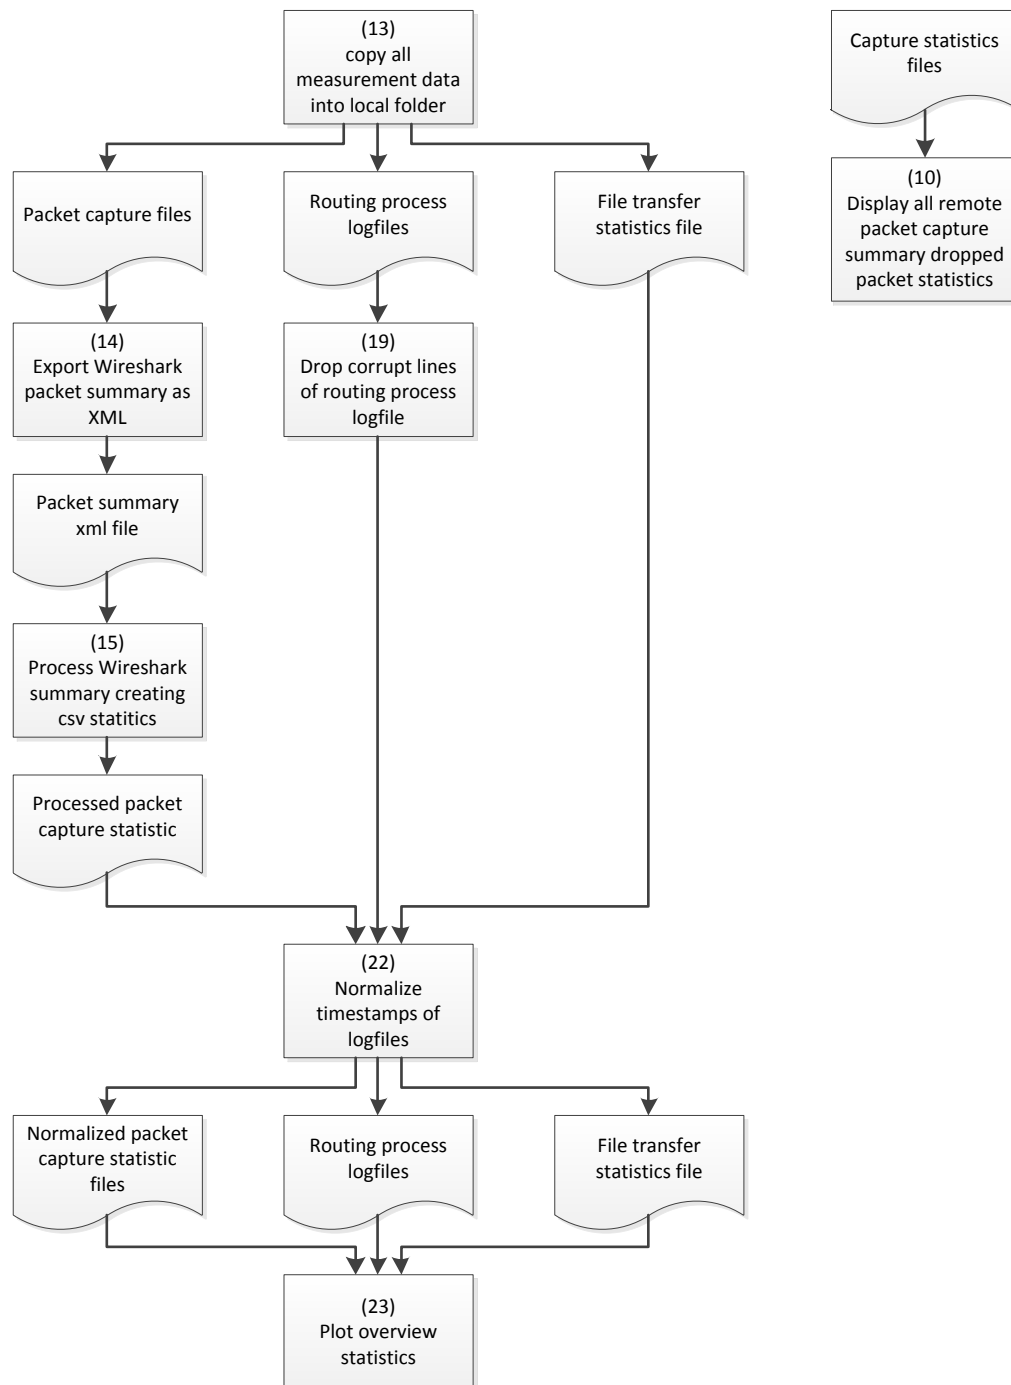 (13)
copy all
measurement data
into local folder
Capture statistics
files
Packet capture files
Routing process
logfiles
File transfer
statistics file
(10)
Display all remote
packet capture
summary dropped
packet statistics
(14)
Export Wireshark
packet summary as
XML
(19)
Drop corrupt lines
of routing process
logfile
Packet summary
xml file
(15)
Process Wireshark
summary creating
csv statitics
Processed packet
capture statistic
(22)
Normalize
timestamps of
logfiles
Normalized packet
capture statistic
files
Routing process
logfiles
File transfer
statistics file
(23)
Plot overview
statistics